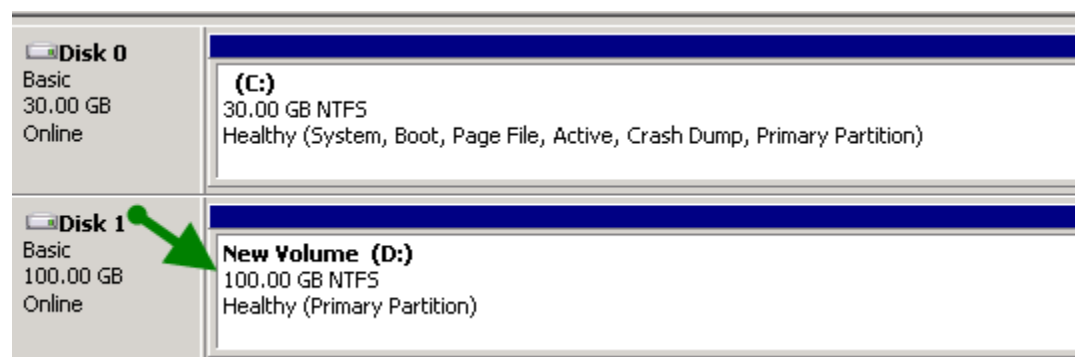 Disk 0
Basic
30.00 GB
Online
(C:)
30.00 GB NTFS
Healthy (System, Boot, Page File, Active, Crash Dump, Primary Partition)
Disk 1
Basic
100.00 GB
Online
New Volume (D:)
100.00 GB NTFS
Healthy (Primary Partition)